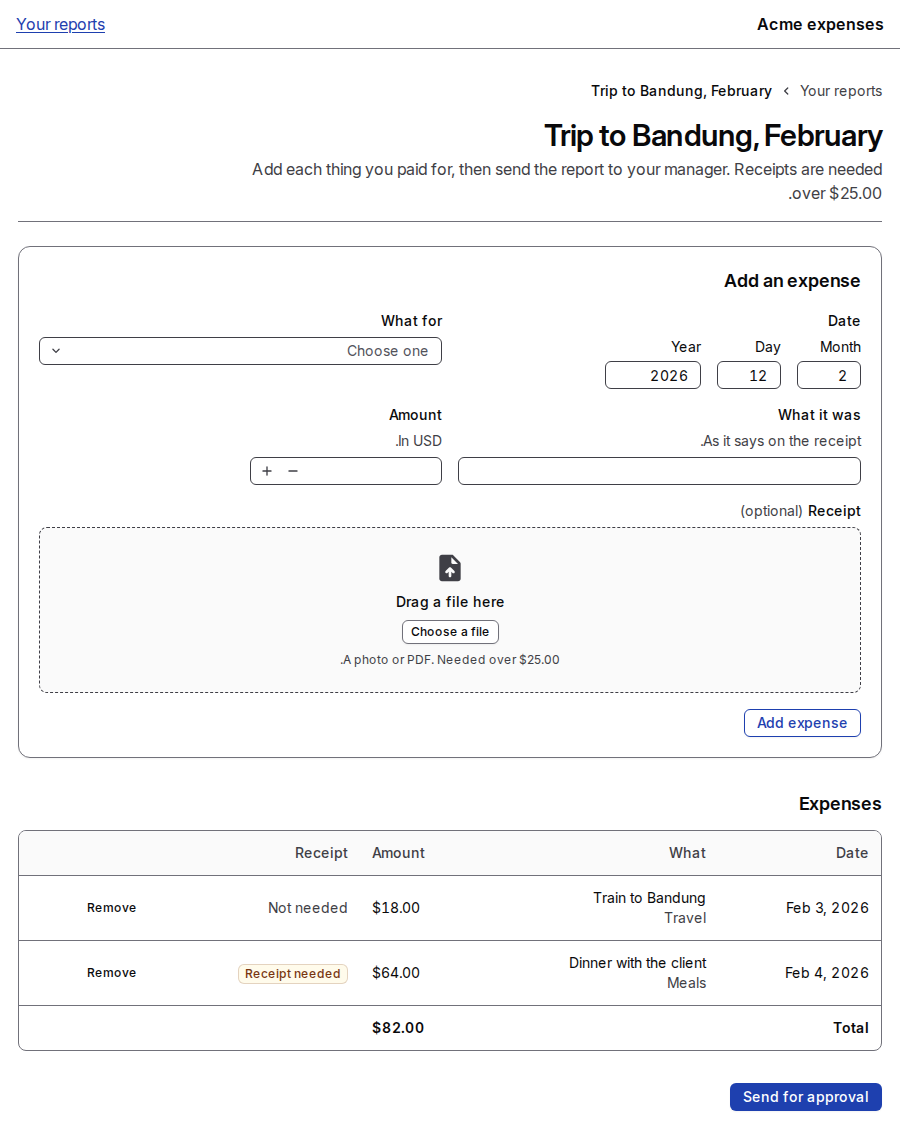 Acme expenses
Your reports
Your reports › Trip to Bandung, February
Trip to Bandung, February
Add each thing you paid for, then send the report to your manager. Receipts are needed
over $25.00.
Add an expense
Date
Month
Day
Year
2
12
2026
What for
Choose one
What it was
As it says on the receipt.
Amount
In USD.
Receipt (optional)
Drag a file here
Choose a file
A photo or PDF. Needed over $25.00.
Add expense
Expenses
Date What Amount Receipt
Feb 3, 2026 Train to Bandung $18.00 Not needed Remove
Travel
Feb 4, 2026 Dinner with the client $64.00 Receipt needed Remove
Meals
Total $82.00
Send for approval